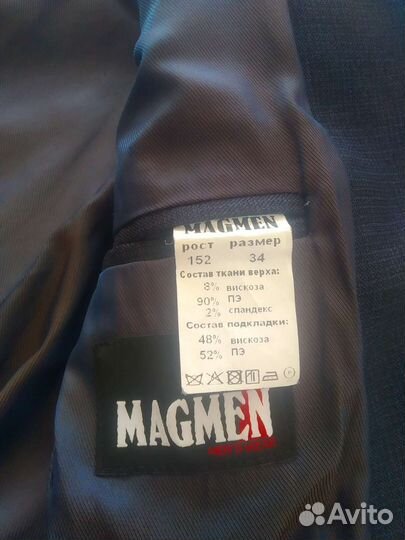 MAGMEN
рост размер
152 34
Состав ткани верха:
8% вискоза
90% ПЭ
2% спандекс
Состав подкладки:
48% вискоза
52% ПЭ
MAGMEN
Avito